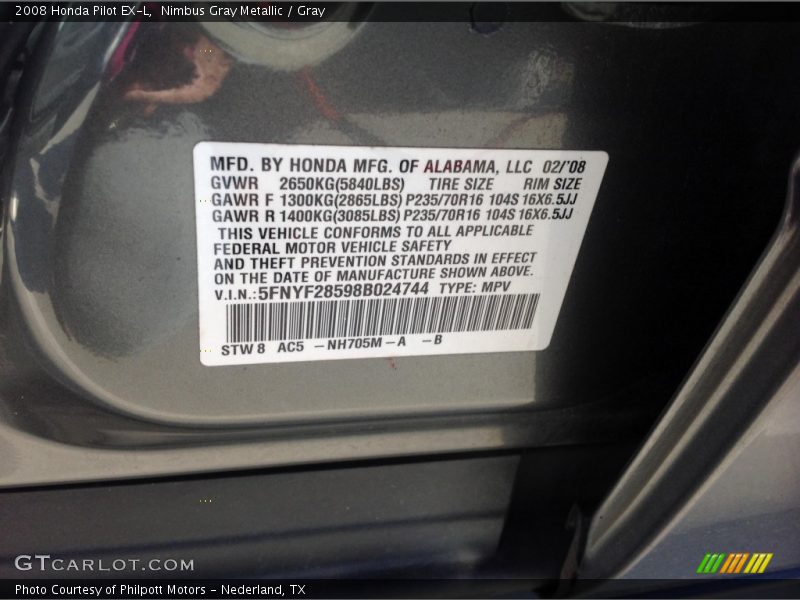 2008 Honda Pilot EX-L, Nimbus Gray Metallic / Gray
MFD. BY HONDA MFG. OF ALABAMA, LLC 02/'08
GVWR 2650KG(5840LBS) TIRE SIZE RIM SIZE
GAWR F 1300KG(2865LBS) P235/70R16 104S 16X6.5JJ
GAWR R 1400KG(3085LBS) P235/70R16 104S 16X6.5JJ
THIS VEHICLE CONFORMS TO ALL APPLICABLE
FEDERAL MOTOR VEHICLE SAFETY
AND THEFT PREVENTION STANDARDS IN EFFECT
ON THE DATE OF MANUFACTURE SHOWN ABOVE.
V.I.N.:5FNYF28598B024744 TYPE: MPV
STW8 AC5 -NH705M-A -B
GTCARLOT.COM
Photo Courtesy of Philpott Motors - Nederland, TX